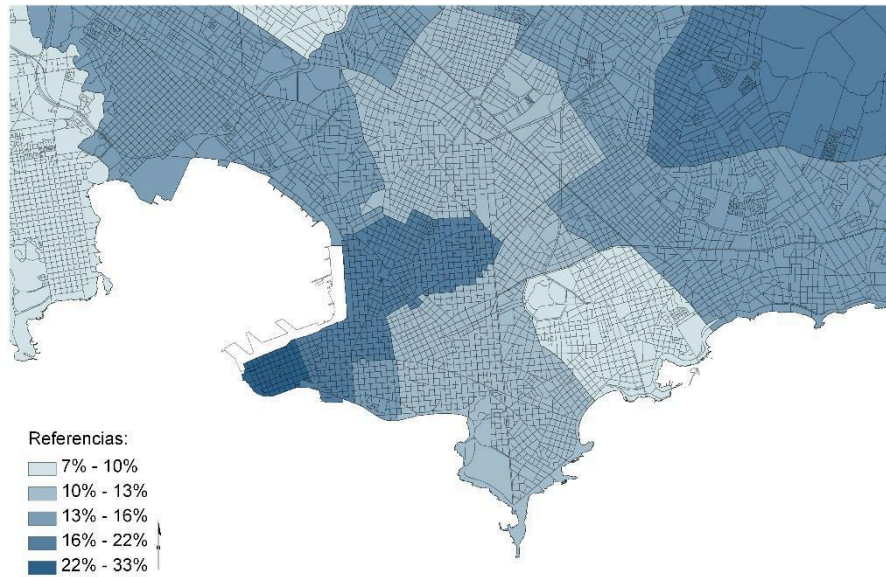 Referencias:
7% - 10%
10% - 13%
13% - 16%
16% - 22%
22% - 33%